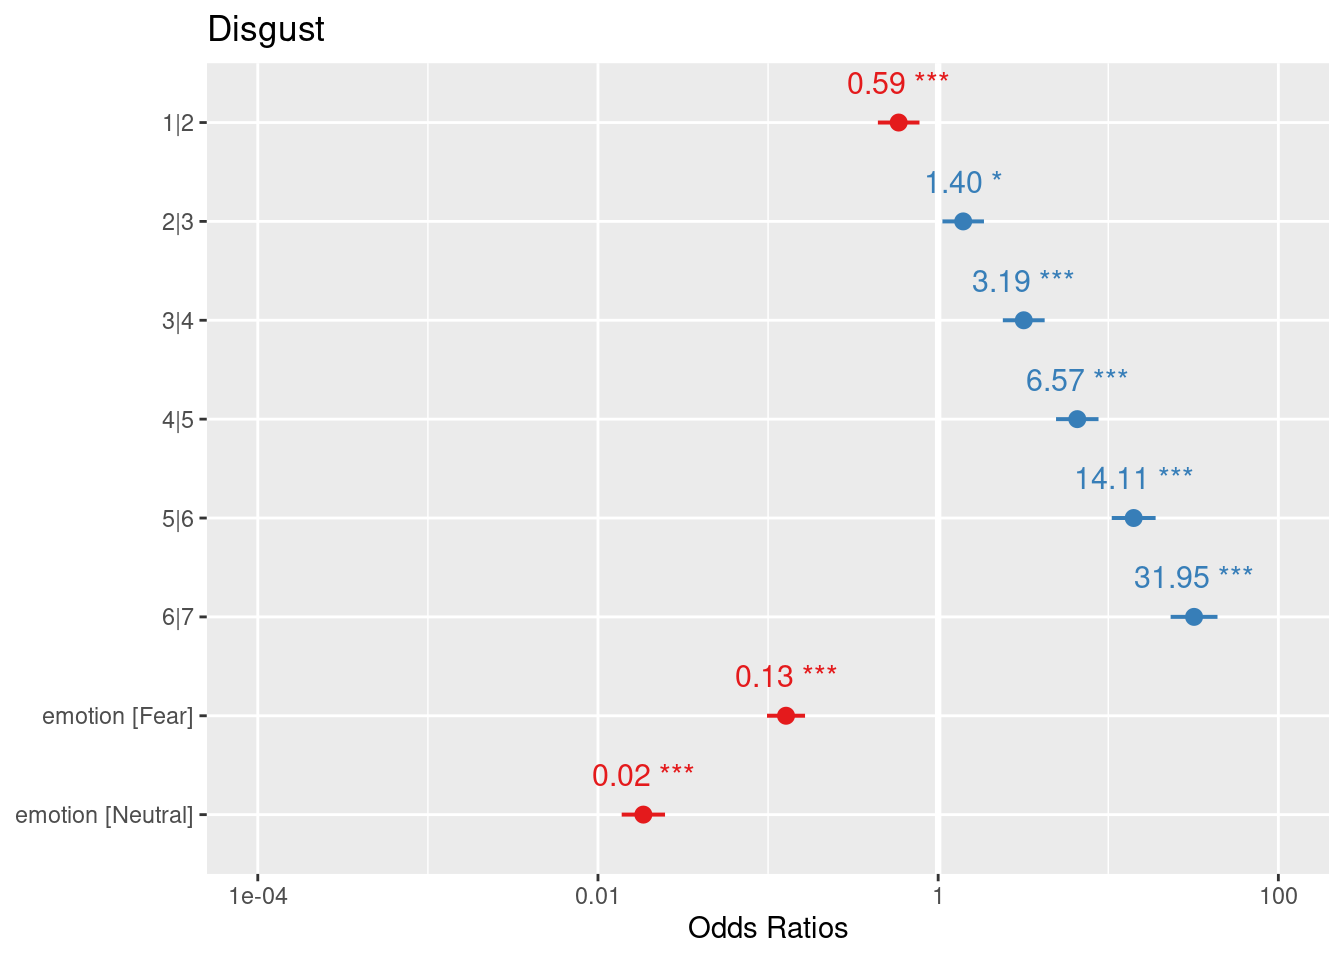 Disgust
0.59 ***
1|2
1.40 *
2|3
3.19 ***
3|4
6.57 ***
4|5
14.11 ***
5|6
31.95 ***
6|7
0.13 ***
emotion [Fear]
0.02 ***
emotion [Neutral]
1e-04 0.01 1 100
Odds Ratios